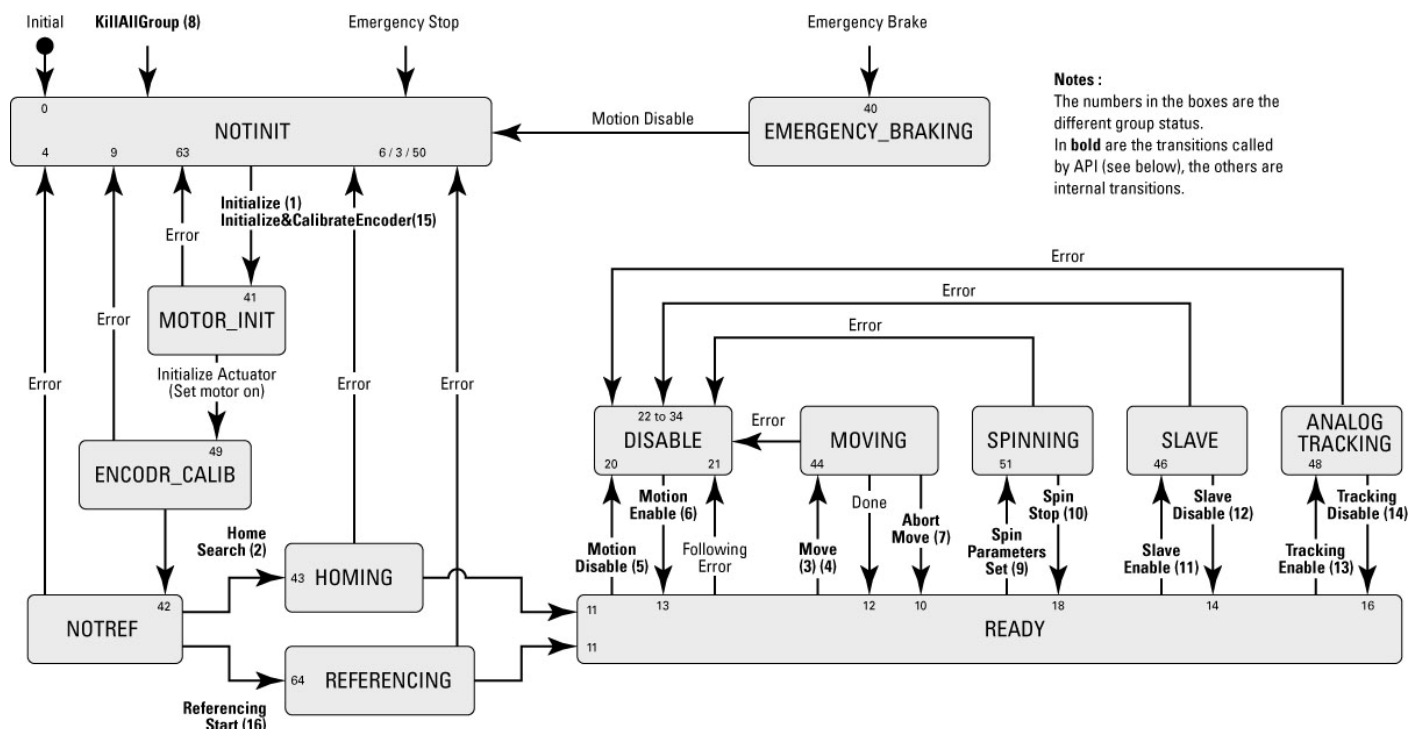 Initial
KillAllGroup (8)
Emergency Stop
Emergency Brake
Notes :
The numbers in the boxes are the
different group status.
In bold are the transitions called
by API (see below), the others are
internal transitions.
0
NOTINIT
4
9
63
6 / 3 / 50
Motion Disable
40
EMERGENCY_BRAKING
Initialize (1)
Initialize&CalibrateEncoder(15)
Error
41
MOTOR_INIT
Error
Initialize Actuator
(Set motor on)
Error
Error
Error
49
ENCODR_CALIB
Error
Error
Error
22 to 34
DISABLE
20
21
Error
MOVING
44
SPINNING
51
SLAVE
46
ANALOG
TRACKING
48
Motion
Enable (6)
Motion
Disable (5)
Following
Error
Move
(3) (4)
Done
Abort
Move (7)
Spin
Parameters
Set (9)
Spin
Stop (10)
Slave
Enable (11)
Slave
Disable (12)
Tracking
Enable (13)
Tracking
Disable (14)
Home
Search (2)
43
HOMING
42
NOTREF
11
13
12
10
18
14
16
READY
11
64
REFERENCING
Referencing
Start (16)